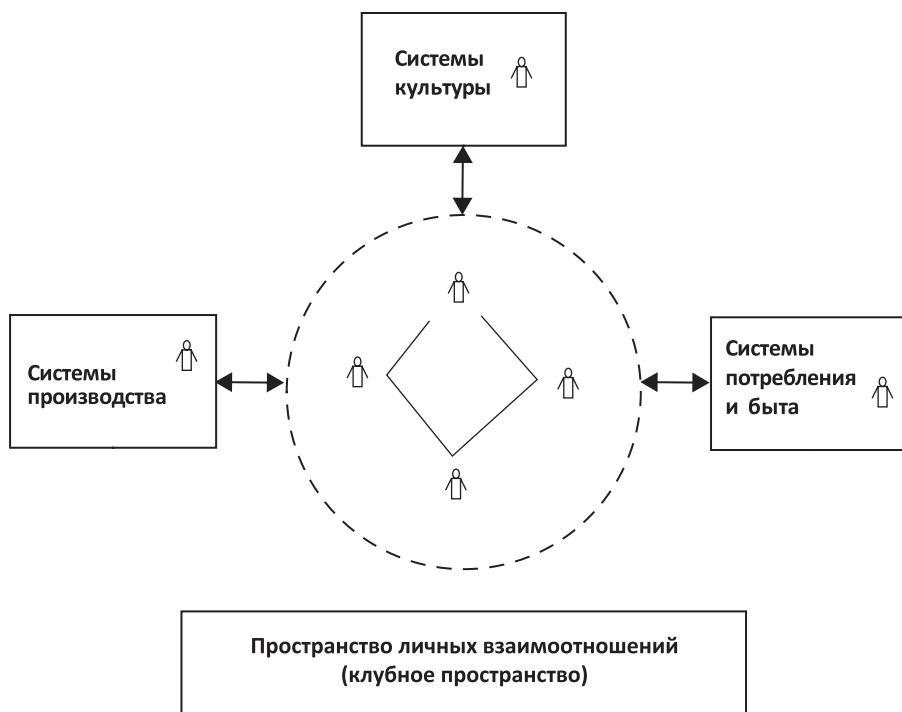 Системы
культуры
Системы
производства
Системы
потребления
и быта
Пространство личных взаимоотношений
(клубное пространство)